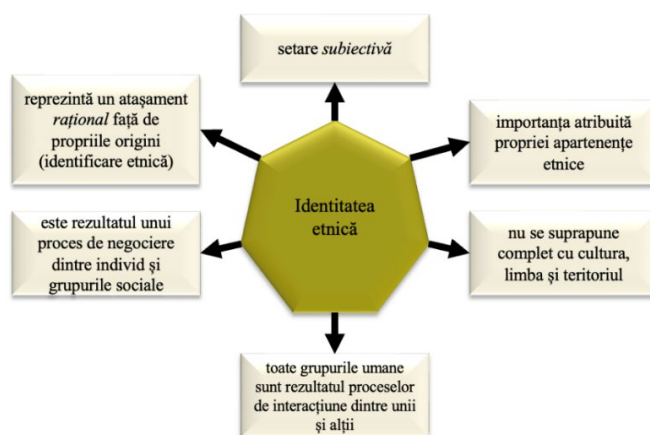 setare subiectivă
reprezintă un atașament
rațional față de
propriile origini
(identificare etnică)
importanța atribuită
propriei apartenențe
etnice
Identitatea
etnică
este rezultatul unui
proces de negociere
dintre individ și
grupurile sociale
nu se suprapune
complet cu cultura,
limba și teritoriul
toate grupurile umane
sunt rezultatul proceselor
de interacțiune dintre unii
și alții